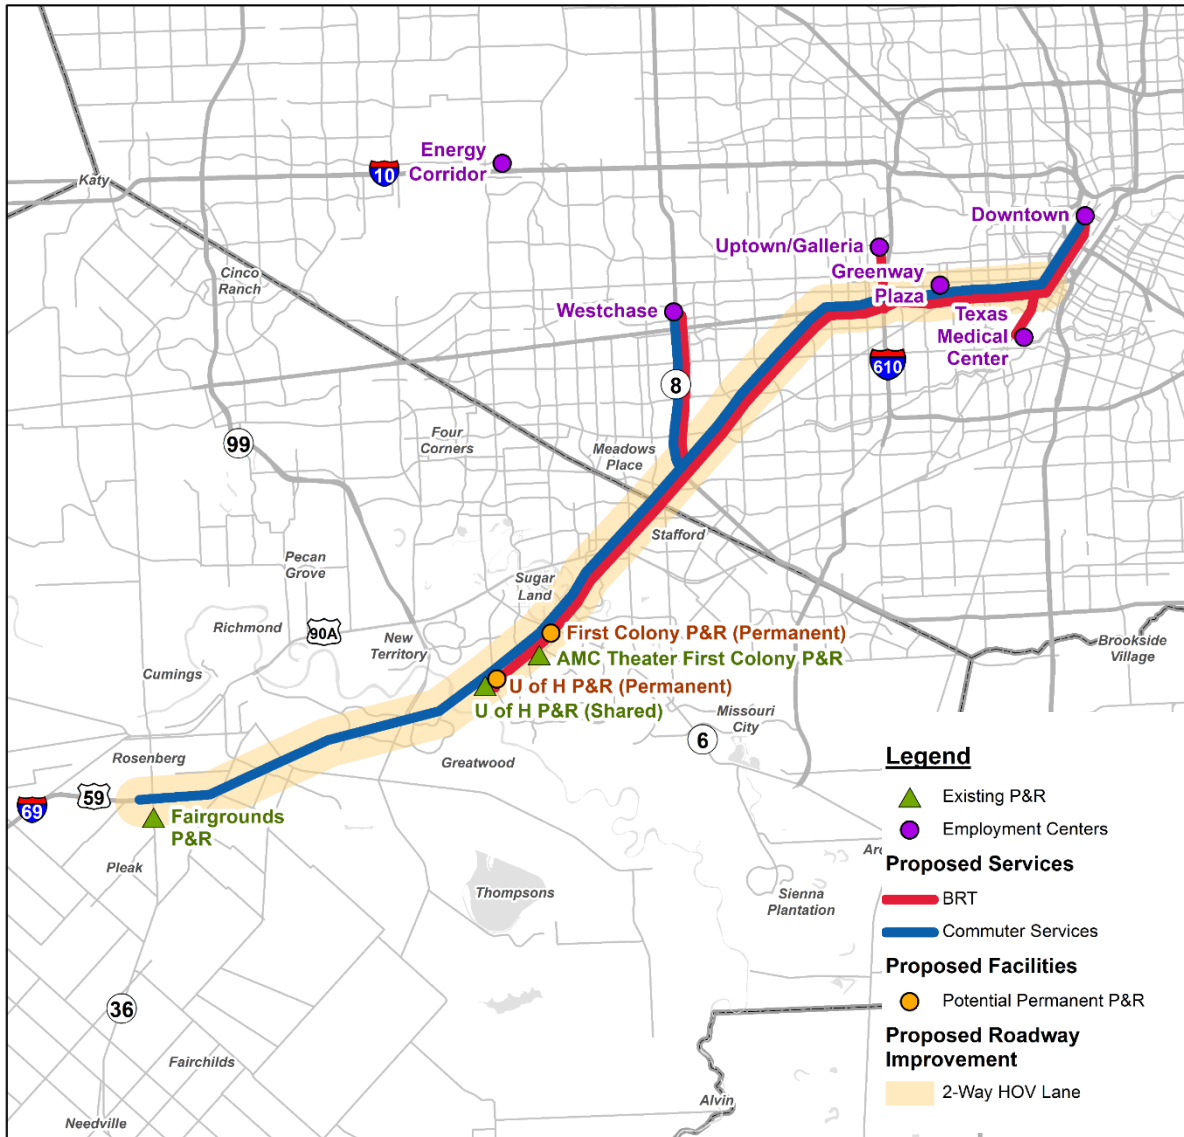 Energy
Corridor
10
Katy
Downtown
Uptown/Galleria
Cinco
Ranch
Greenway
Plaza
Westchase
Texas
Medical
Center
610
8
99
Four
Corners
Meadows
Place
Stafford
Pecan
Grove
Sugar
Land
Richmond
90A
New
Territory
First Colony P&R (Permanent)
AMC Theater First Colony P&R
Brookside
Village
Cumings
U of H P&R (Permanent)
U of H P&R (Shared)
Missouri
City
6
Rosenberg
Greatwood
59
69
Fairgrounds
P&R
Pleak
Thompsons
Sienna
Plantation
36
Fairchilds
Alvin
Needville
Legend
Existing P&R
Employment Centers
Proposed Services
BRT
Commuter Services
Proposed Facilities
Potential Permanent P&R
Proposed Roadway
Improvement
2-Way HOV Lane